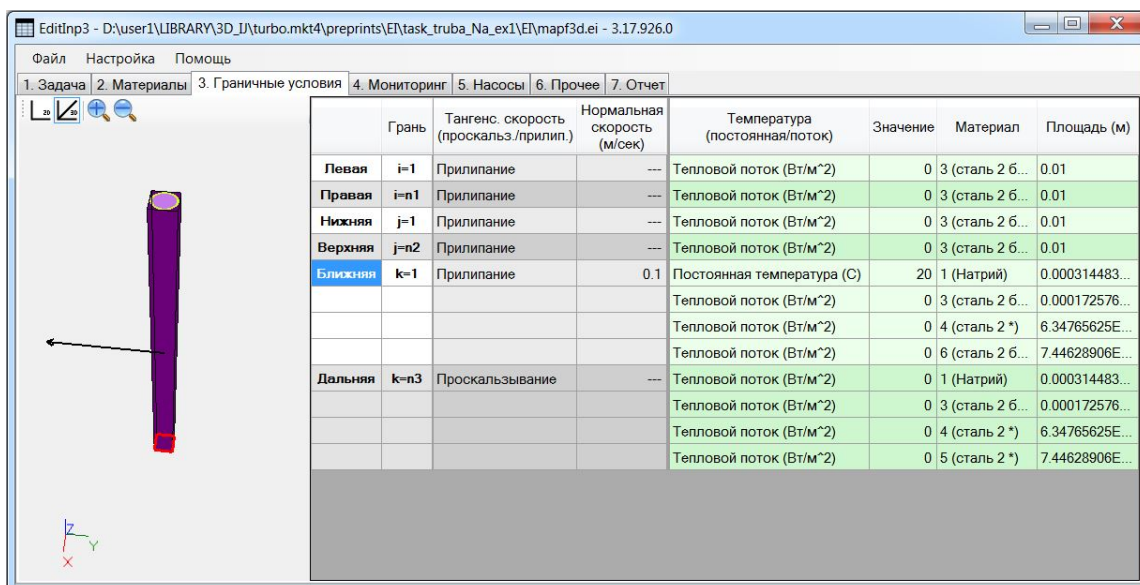 EditInp3 - D:\user1\LIBRARY\3D_IJ\turbo.mkt4\preprints\EI\task_truba_Na_ex1\EI\mapf3d.ei - 3.17.926.0
Файл Настройка Помощь
1. Задача 2. Материалы 3. Граничные условия 4. Мониторинг 5. Насосы 6. Прочее 7. Отчет
2D 3D
Грань Тангенс. скорость (проскальз./прилип.) Нормальная скорость (м/сек) Температура (постоянная/поток) Значение Материал Площадь (м)
Левая i=1 Прилипание --- Тепловой поток (Вт/м^2) 0 3 (сталь 2 б... 0.01
Правая i=n1 Прилипание --- Тепловой поток (Вт/м^2) 0 3 (сталь 2 б... 0.01
Нижняя j=1 Прилипание --- Тепловой поток (Вт/м^2) 0 3 (сталь 2 б... 0.01
Верхняя j=n2 Прилипание --- Тепловой поток (Вт/м^2) 0 3 (сталь 2 б... 0.01
Ближняя k=1 Прилипание 0.1 Постоянная температура (С) 20 1 (Натрий) 0.000314483...
Тепловой поток (Вт/м^2) 0 3 (сталь 2 б... 0.000172576...
Тепловой поток (Вт/м^2) 0 4 (сталь 2 *) 6.34765625E...
Тепловой поток (Вт/м^2) 0 6 (сталь 2 б... 7.44628906E...
Дальняя k=n3 Проскальзывание --- Тепловой поток (Вт/м^2) 0 1 (Натрий) 0.000314483...
Тепловой поток (Вт/м^2) 0 3 (сталь 2 б... 0.000172576...
Тепловой поток (Вт/м^2) 0 4 (сталь 2 *) 6.34765625E...
Тепловой поток (Вт/м^2) 0 5 (сталь 2 *) 7.44628906E...
Z
Y
X